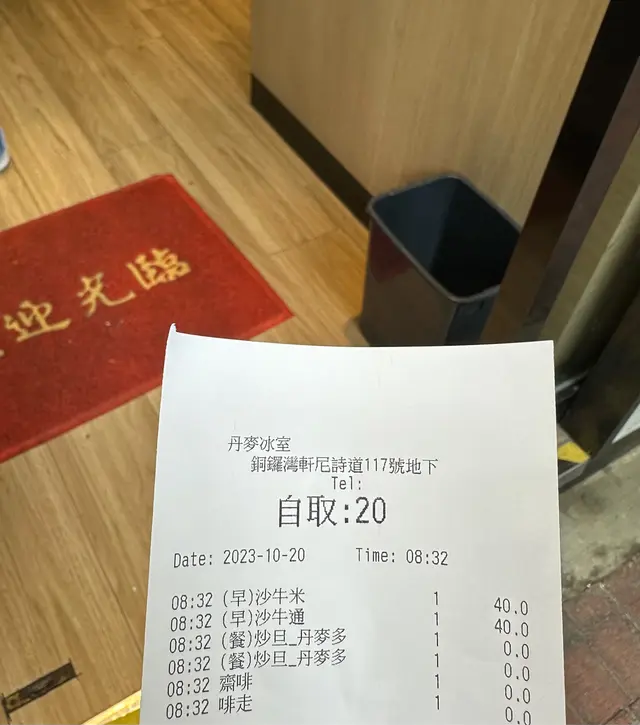 迎光臨
丹麥冰室
銅鑼灣軒尼詩道117號地下
Tel:
自取:20
Date: 2023-10-20 Time: 08:32
08:32 (早)沙牛米 1 40.0
08:32 (早)沙牛通 1 40.0
08:32 (餐)炒旦_丹麥多 1 0.0
08:32 (餐)炒旦_丹麥多 1 0.0
08:32 齋啡 1 0.0
08:32 啡走 1 0.0